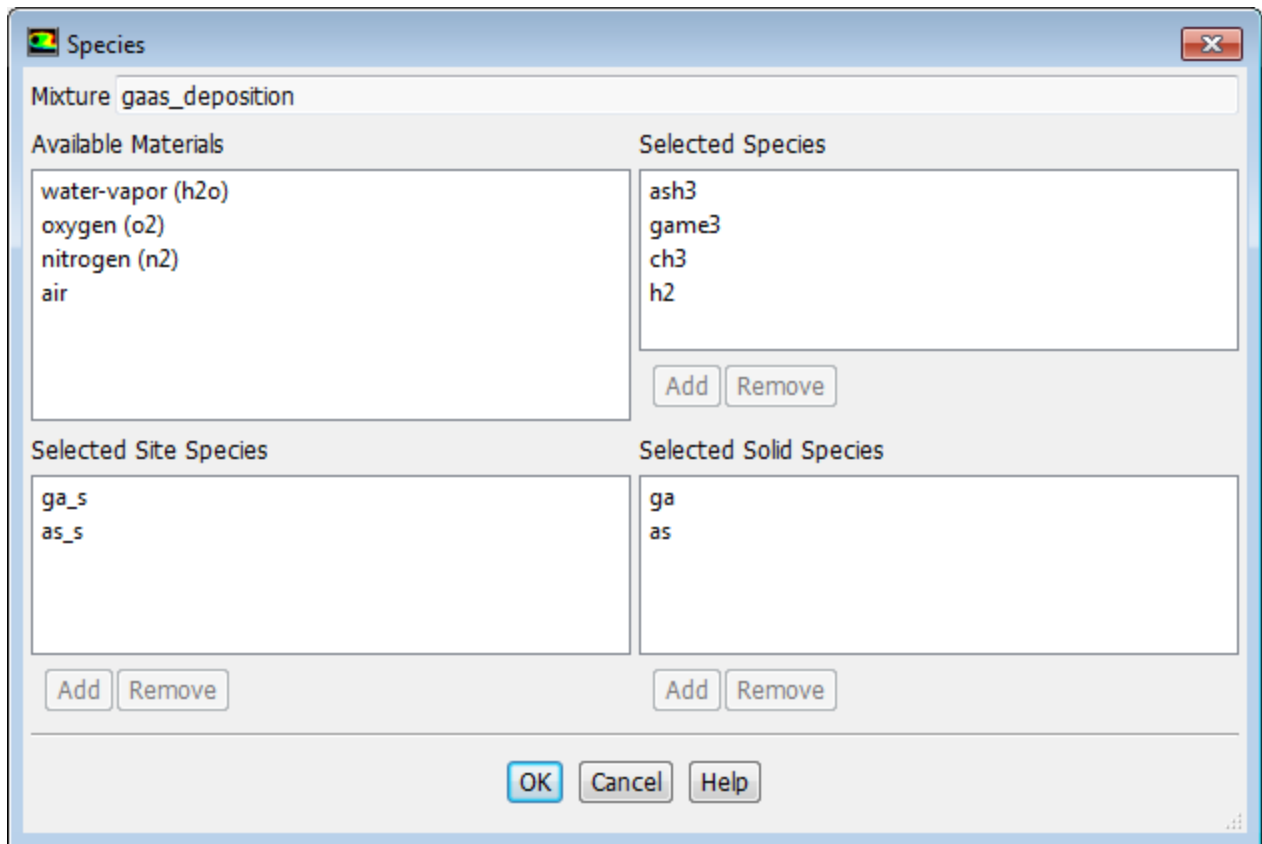 Species
Mixture gaas_deposition
Available Materials
water-vapor (h2o)
oxygen (o2)
nitrogen (n2)
air
Selected Species
ash3
game3
ch3
h2
Add Remove
Selected Site Species
ga_s
as_s
Add Remove
Selected Solid Species
ga
as
Add Remove
OK Cancel Help